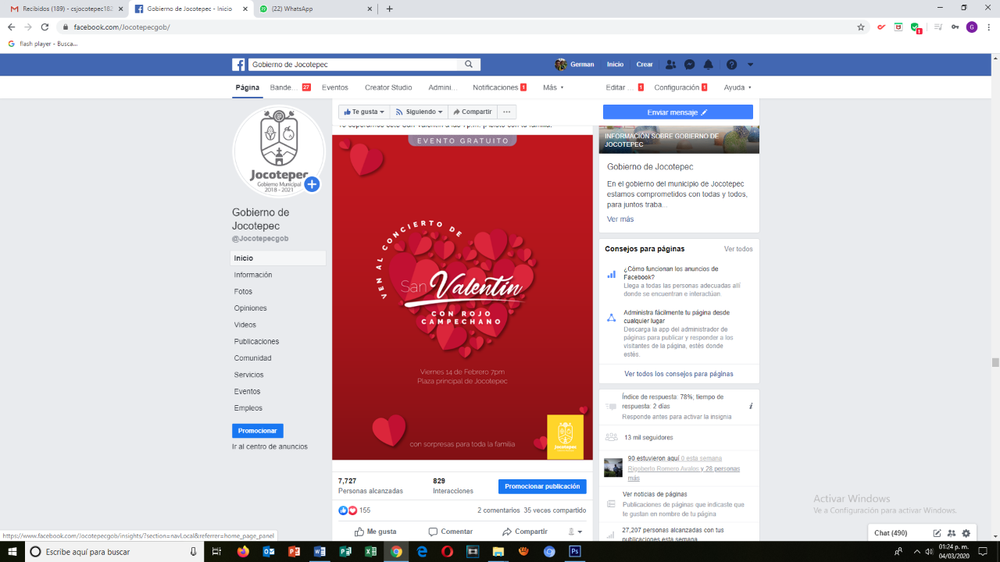 Recibidos (189) - csjocotepec182
Gobierno de Jocotepec - Inicio
(22) WhatsApp
facebook.com/Jocotepecgob/
flash player - Busca...
Gobierno de Jocotepec
German
Inicio
Crear
Página
Bande... 27
Eventos
Creator Studio
Admini...
Notificaciones 1
Más
Editar ... 1
Configuración 1
Ayuda
Te gusta
Siguiendo
Compartir
Enviar mensaje
Jocotepec
Gobierno Municipal
2018 - 2021
Gobierno de
Jocotepec
@Jocotepecgob
Inicio
Información
Fotos
Opiniones
Videos
Publicaciones
Comunidad
Servicios
Eventos
Empleos
Promocionar
Ir al centro de anuncios
EVENTO GRATUITO
VEN AL CONCIERTO DE
San Valentín
CON ROJO
CAMPECHANO
Viernes 14 de Febrero 7pm
Plaza principal de Jocotepec
con sorpresas para toda la familia
Jocotepec
7,727
Personas alcanzadas
829
Interacciones
Promocionar publicación
155
2 comentarios 35 veces compartido
Me gusta
Comentar
Compartir
INFORMACIÓN SOBRE GOBIERNO DE
JOCOTEPEC
Gobierno de Jocotepec
En el gobierno del municipio de Jocotepec
estamos comprometidos con todas y todos,
para juntos traba...
Ver más
Consejos para páginas
Ver todos
¿Cómo funcionan los anuncios de
Facebook?
Llega a todas las personas adecuadas allí
donde se encuentran e interactúan.
Administra fácilmente tu página desde
cualquier lugar
Descarga la app del administrador de
páginas para publicar y responder a los
visitantes de la página, estés donde
estés.
Ver todos los consejos para páginas
Índice de respuesta: 78%; tiempo de
respuesta: 2 días
Responde antes para activar la insignia
13 mil seguidores
90 estuvieron aquí 0 esta semana
Rigoberto Romero Avalos y 28 personas
más
Ver noticias de páginas
Publicaciones de páginas que indicaste que
te gustan en nombre de tu página
27,207 personas alcanzadas con tus
publicaciones esta semana
Activar Windows
Ve a Configuración para activar Windows.
Chat (490)
https://www.facebook.com/Jocotepecgob/insights/?section=navLocal&referrer=home_page_panel
Escribe aquí para buscar
01:24 p. m.
04/03/2020